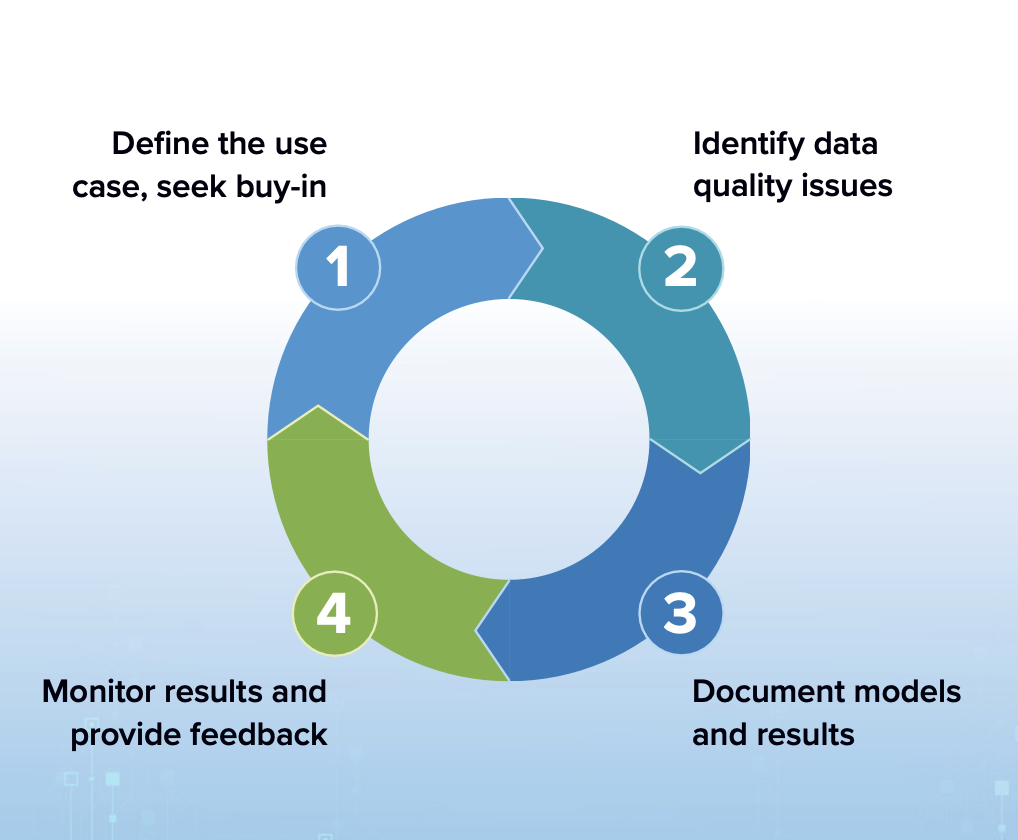 Define the use
case, seek buy-in
1
Identify data
quality issues
2
3
Document models
and results
4
Monitor results and
provide feedback